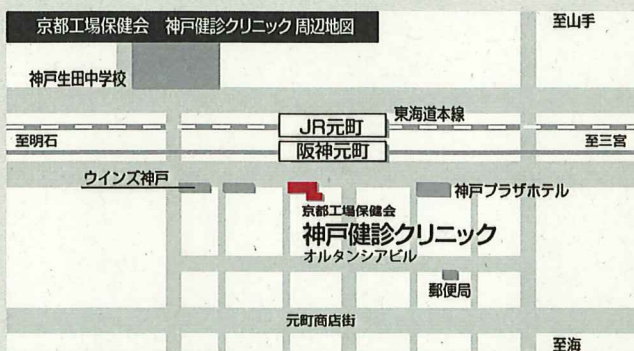 京都工場保健会　神戸健診クリニック 周辺地図
至山手
神戸生田中学校
東海道本線
JR元町
至明石
至三宮
阪神元町
ウインズ神戸
神戸プラザホテル
京都工場保健会
神戸健診クリニック
オルタンシアビル
郵便局
元町商店街
至海